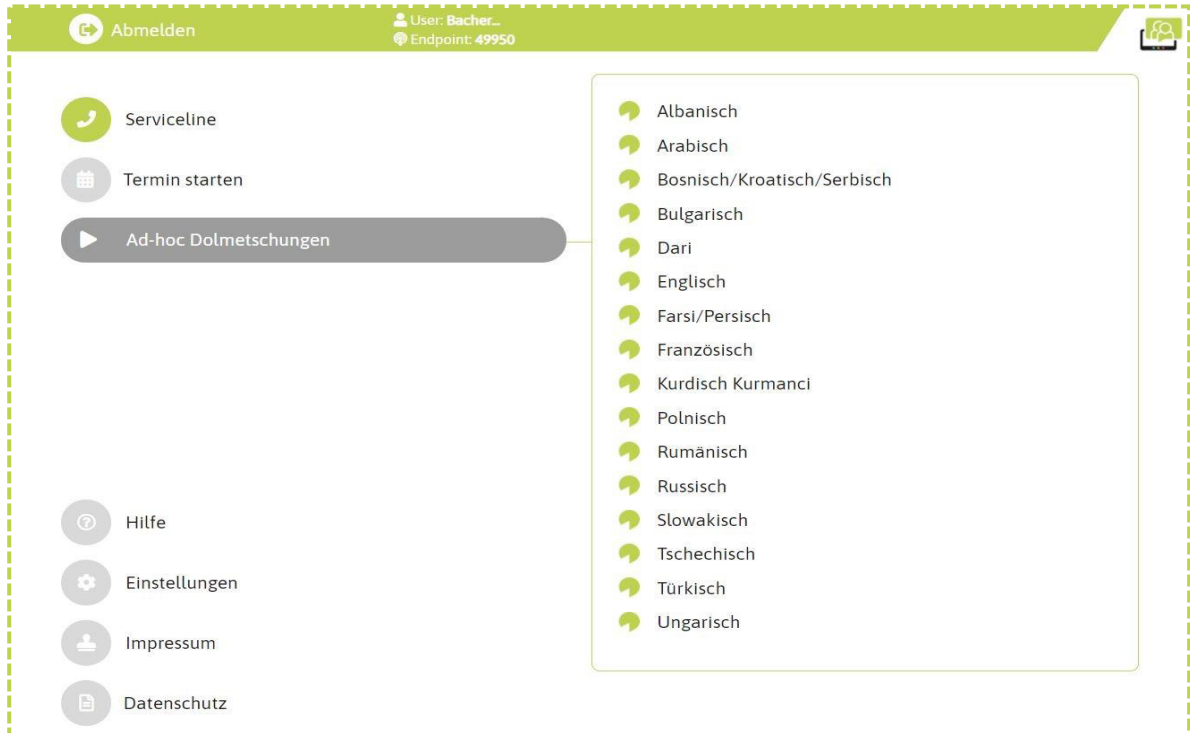 Abmelden
User: Bacher...
Endpoint: 49950
Serviceline
Termin starten
Ad-hoc Dolmetschungen
Hilfe
Einstellungen
Impressum
Datenschutz
Albanisch
Arabisch
Bosnisch/Kroatisch/Serbisch
Bulgarisch
Dari
Englisch
Farsi/Persisch
Französisch
Kurdisch Kurmanci
Polnisch
Rumänisch
Russisch
Slowakisch
Tschechisch
Türkisch
Ungarisch